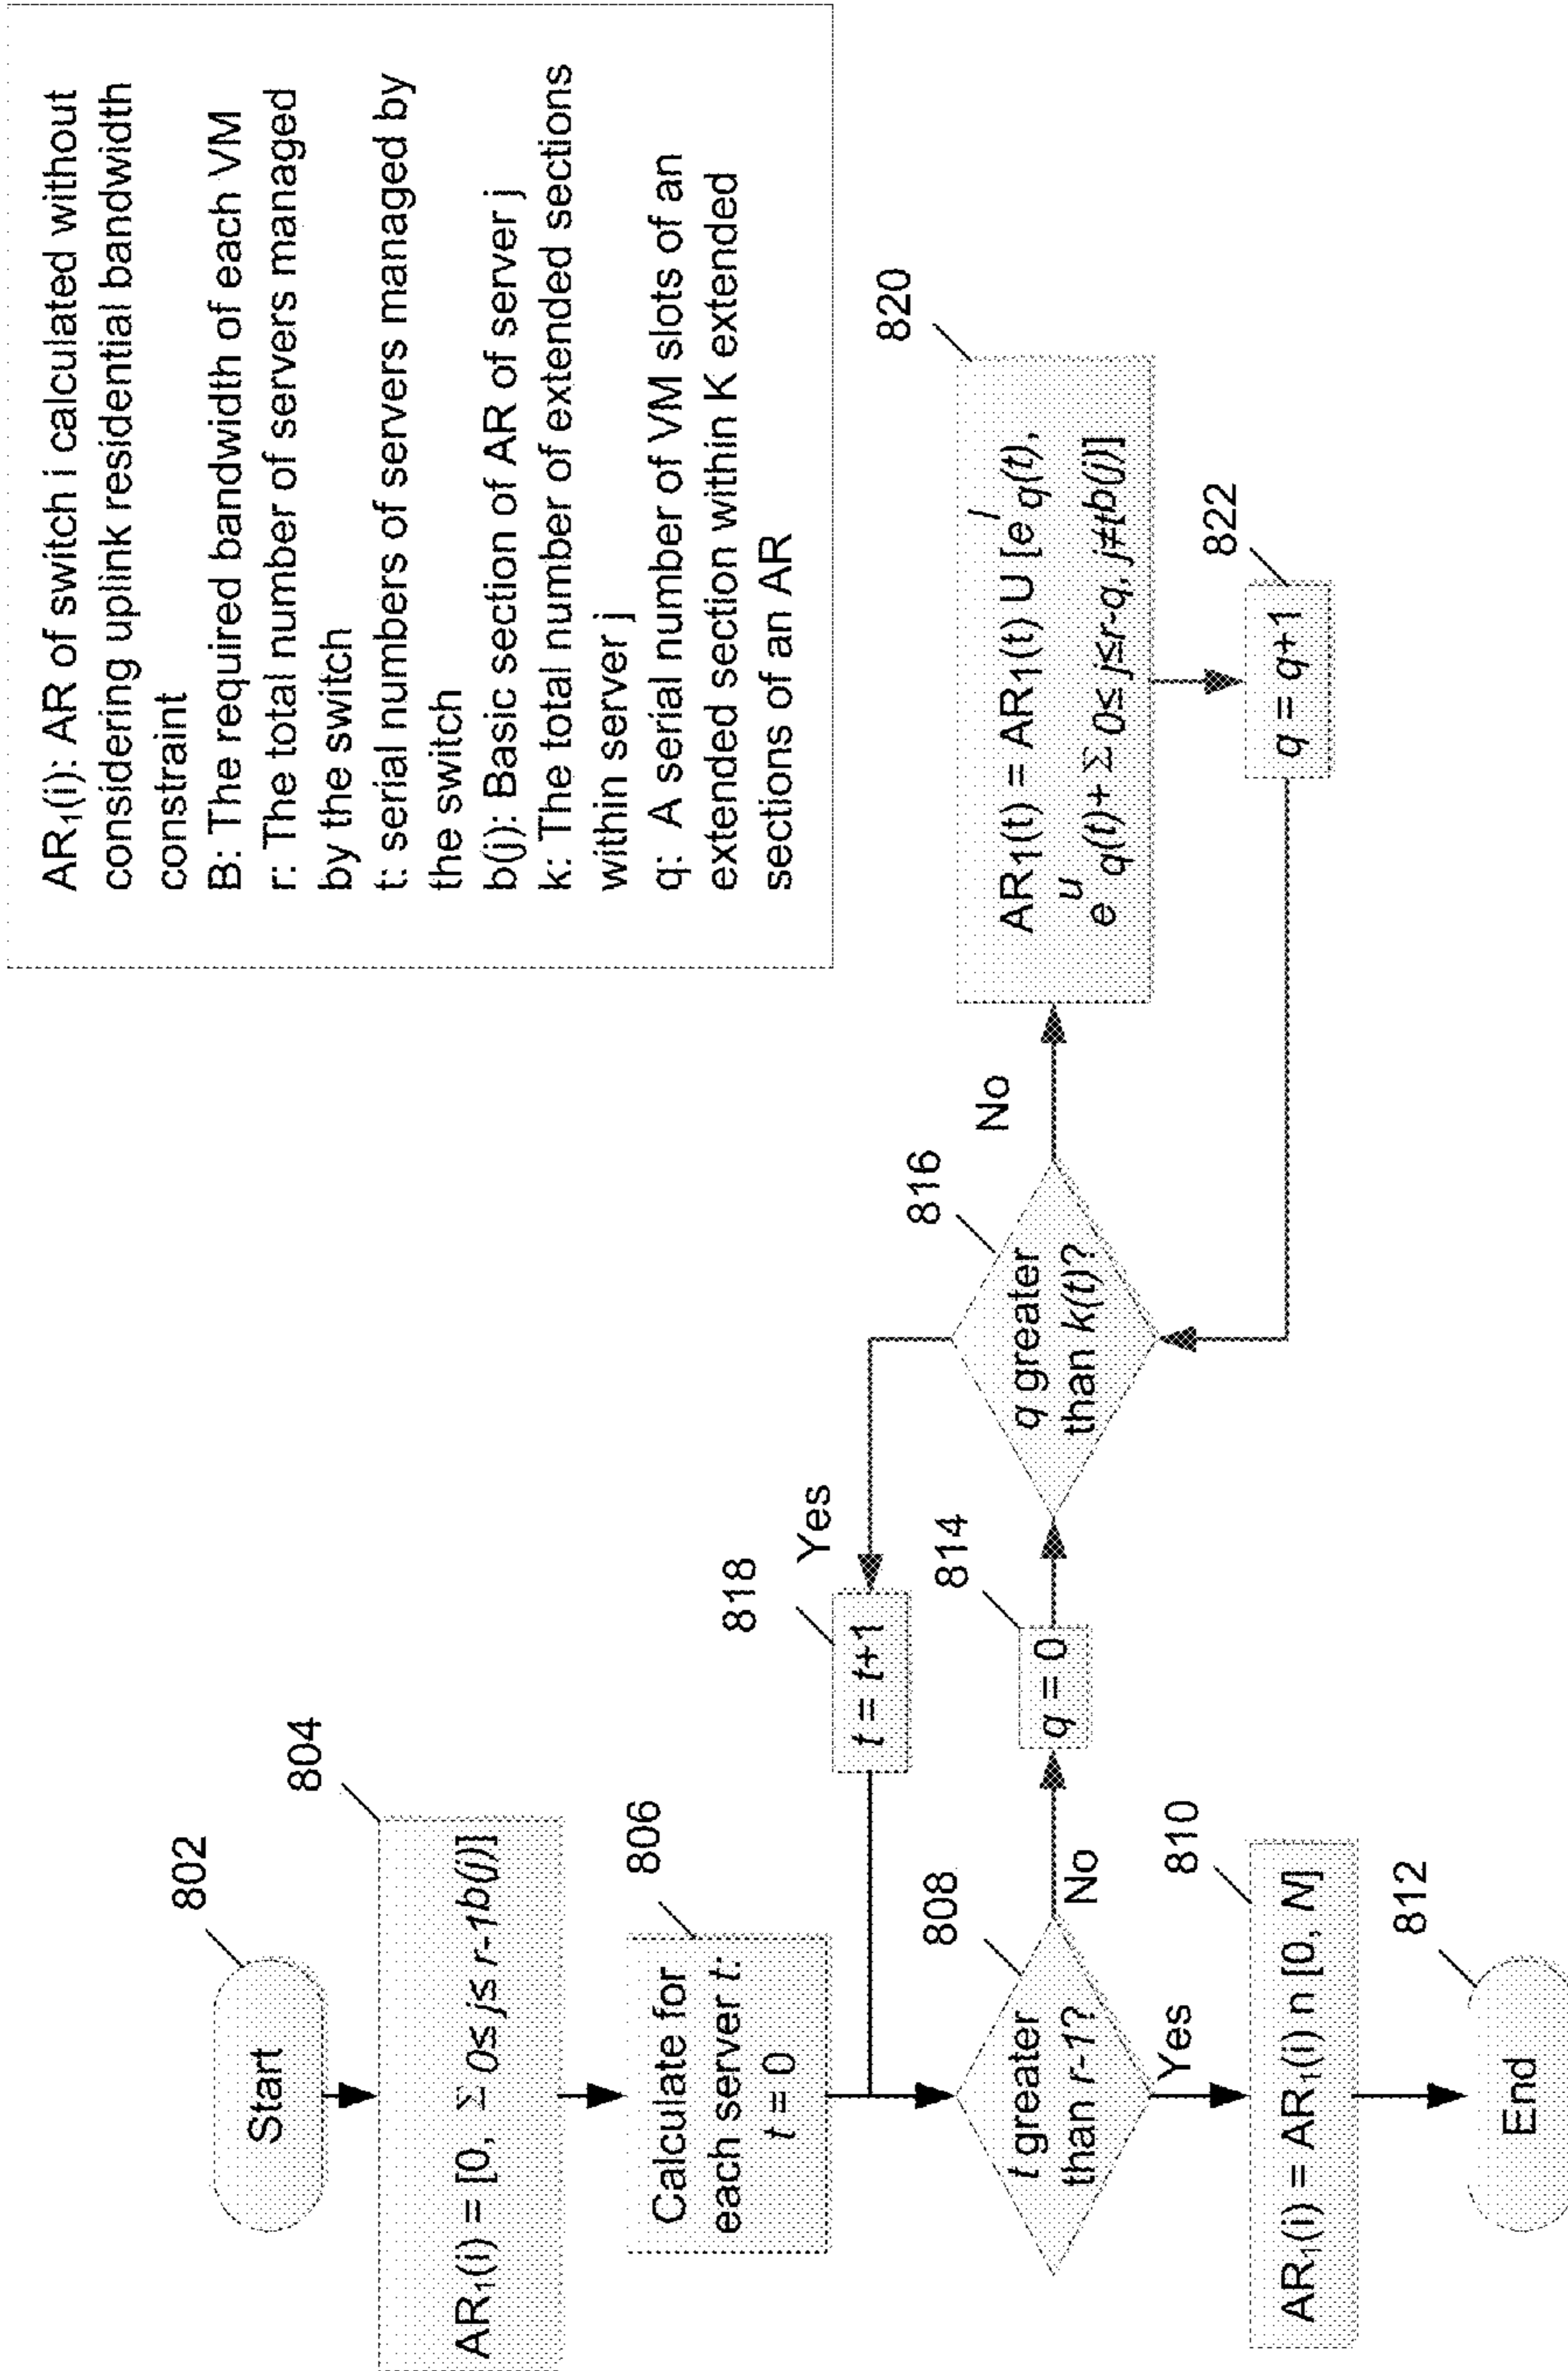 AR₁(i): AR of switch i calculated without
considering uplink residential bandwidth
constraint
B: The required bandwidth of each VM
r: The total number of servers managed
by the switch
t: serial numbers of servers managed by
the switch
b(j): Basic section of AR of server j
k: The total number of extended sections
within server j
q: A serial number of VM slots of an
extended section within K extended
sections of an AR
802
Start
804
AR₁(i) = [0, Σ 0≤ j≤ r-1b(j)]
806
Calculate for
each server t:
t = 0
808
t greater
than r-1?
Yes
No
810
AR₁(i) = AR₁(i) n [0, N]
812
End
814
q = 0
816
q greater
than k(t)?
Yes
818
t = t+1
No
820
AR₁(t) = AR₁(t) U [e^l q(t),
e^u q(t)+ Σ 0≤ j≤r-q, j≠tb(j)]
822
q = q+1